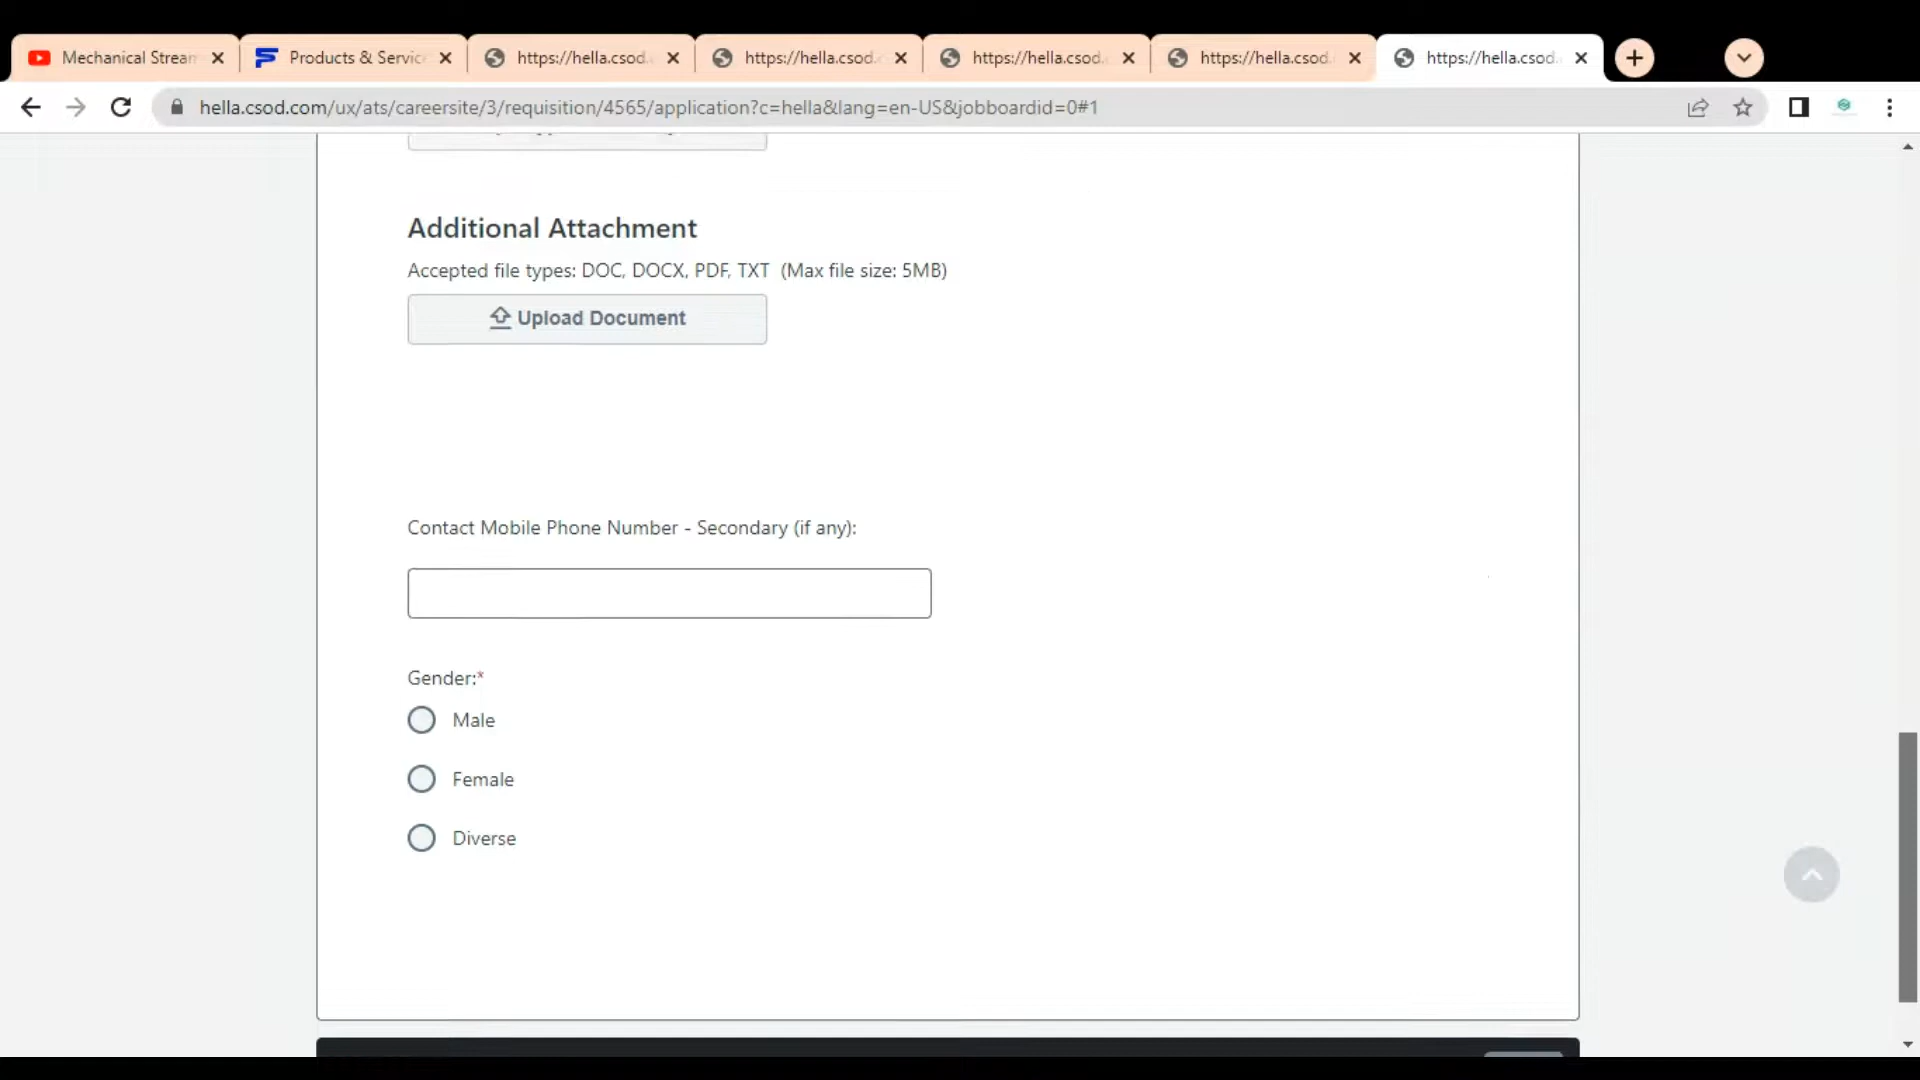 Mechanical Strear
Products & Servic
https://hella.csod.
https://hella.csod.
https://hella.csod.
https://hella.csod.
https://hella.csod.
hella.csod.com/ux/ats/careersite/3/requisition/4565/application?c=hella&lang=en-US&jobboardid=0#1
Additional Attachment
Accepted file types: DOC, DOCX, PDF, TXT (Max file size: 5MB)
Upload Document
Contact Mobile Phone Number - Secondary (if any):
Gender:*
Male
Female
Diverse